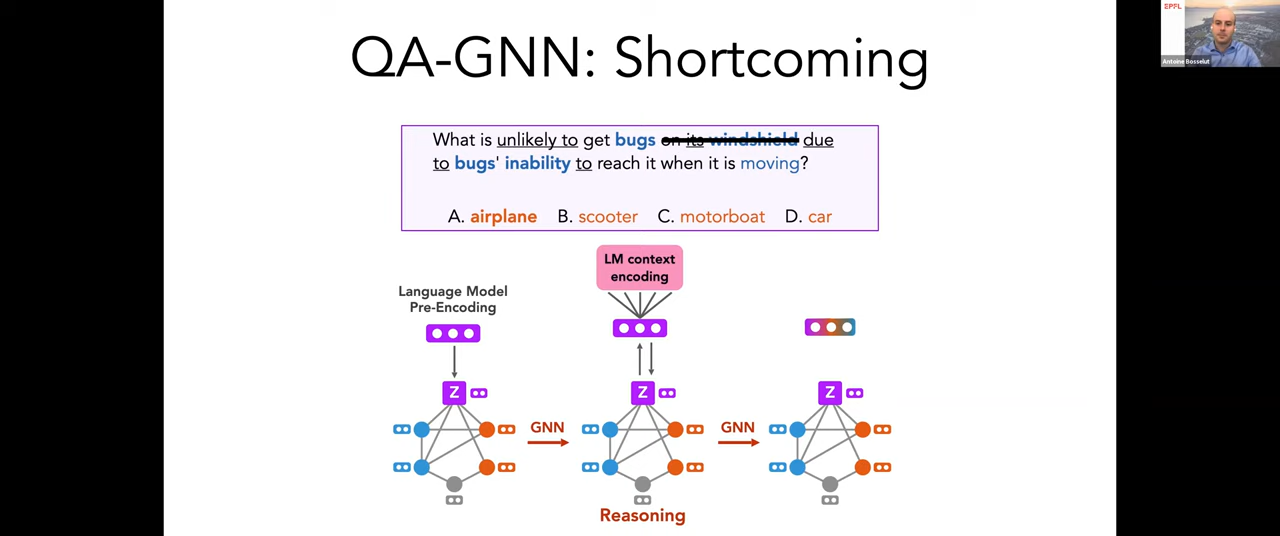 QA-GNN: Shortcoming
EPFL
Antoine Bosselut
What is unlikely to get bugs on its windshield due
to bugs' inability to reach it when it is moving?
A. airplane B. scooter C. motorboat D. car
LM context
encoding
Language Model
Pre-Encoding
Z
Z
Z
GNN
GNN
Reasoning